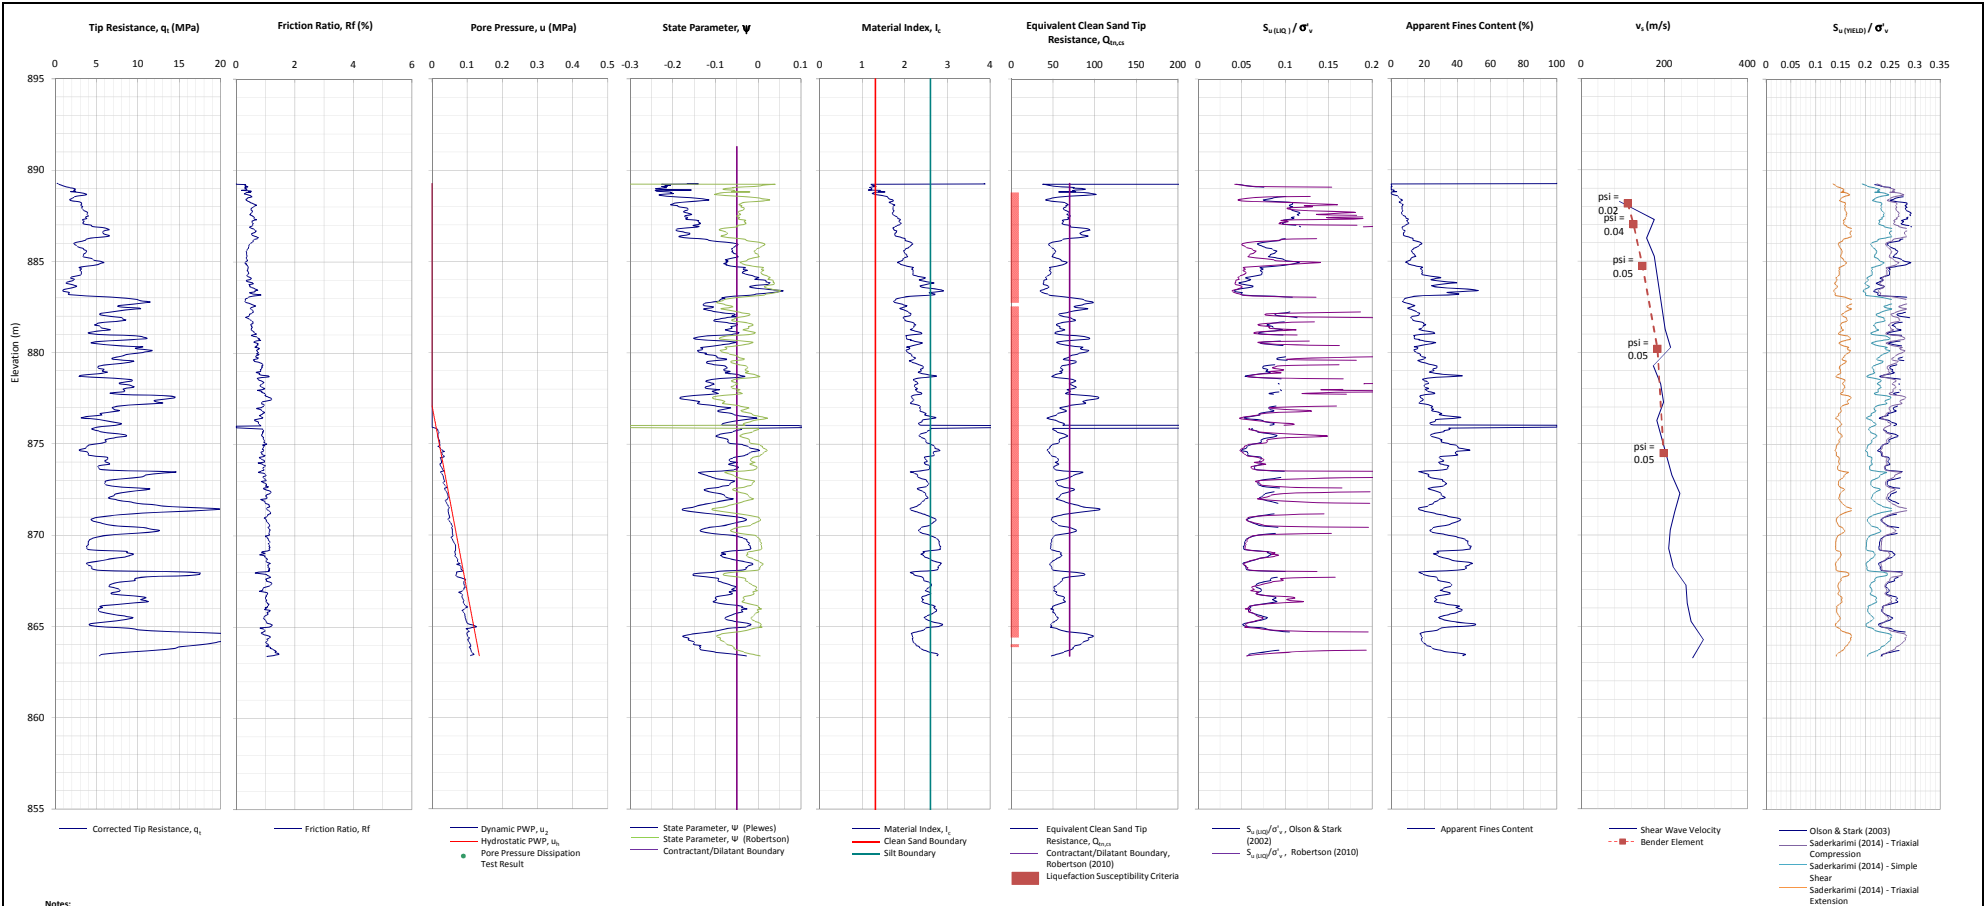 Tip Resistance, qt (MPa)
Friction Ratio, Rf (%)
Pore Pressure, u (MPa)
State Parameter, Ψ
Material Index, Ic
Equivalent Clean Sand Tip
Resistance, Qtn,cs
Su (LIQ) / σ'v
Apparent Fines Content (%)
vs (m/s)
Su (YIELD) / σ'v
0 5 10 15 20
0 2 4 6
0 0.1 0.2 0.3 0.4 0.5
-0.3 -0.2 -0.1 0 0.1
0 1 2 3 4
0 50 100 150 200
0 0.05 0.1 0.15 0.2
0 20 40 60 80 100
0 200 400
0 0.05 0.1 0.15 0.2 0.25 0.3 0.35
Elevation (m)
895
890
885
880
875
870
865
860
855
psi =
0.02
psi =
0.04
psi =
0.05
psi =
0.05
psi =
0.05
Corrected Tip Resistance, qt
Friction Ratio, Rf
Dynamic PWP, u2
Hydrostatic PWP, uh
Pore Pressure Dissipation
Test Result
State Parameter, Ψ (Plewes)
State Parameter, Ψ (Robertson)
Contractant/Dilatant Boundary
Material Index, Ic
Clean Sand Boundary
Silt Boundary
Equivalent Clean Sand Tip
Resistance, Qtn,cs
Contractant/Dilatant Boundary,
Robertson (2010)
Liquefaction Susceptibility Criteria
Su (LIQ)/σ'v , Olson & Stark
(2002)
Su (LIQ)/σ'v , Robertson (2010)
Apparent Fines Content
Shear Wave Velocity
Bender Element
Olson & Stark (2003)
Saderkarimi (2014) - Triaxial
Compression
Saderkarimi (2014) - Simple
Shear
Saderkarimi (2014) - Triaxial
Extension
Notes: